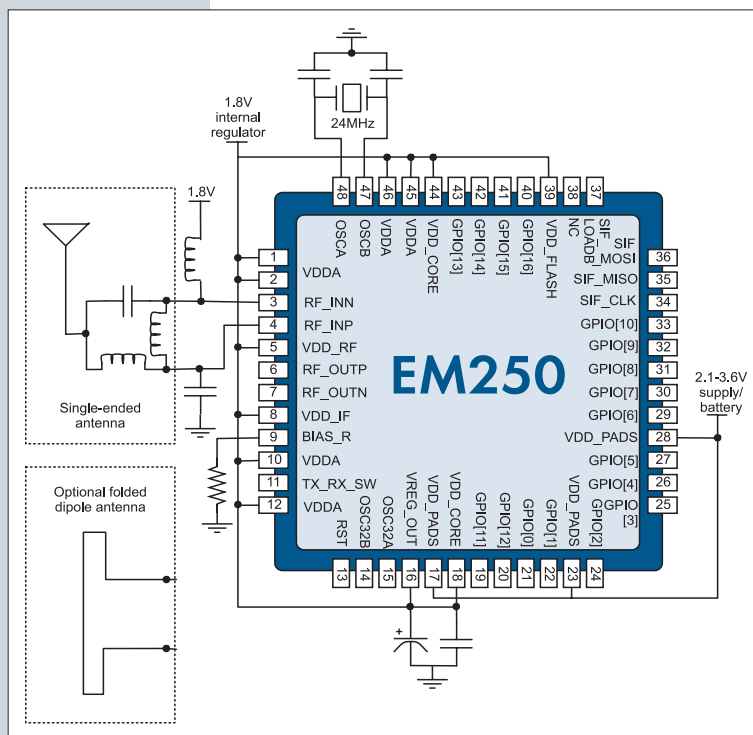 1.8V
internal
regulator
24MHz
1.8V
48 47 46 45 44 43 42 41 40 39 38 37
OSCA
OSCB
VDDA
VDDA
VDD_CORE
GPIO[13]
GPIO[14]
GPIO[15]
GPIO[16]
VDD_FLASH
NC
SIF_
LOADB
1
2 VDDA
3 RF_INN
4 RF_INP
5 VDD_RF
6 RF_OUTP
7 RF_OUTN
8 VDD_IF
9 BIAS_R
10 VDDA
11 TX_RX_SW
12 VDDA
EM250
SIF
_MOSI 36
SIF_MISO 35
SIF_CLK 34
GPIO[10] 33
GPIO[9] 32
GPIO[8] 31
GPIO[7] 30
GPIO[6] 29
VDD_PADS 28
GPIO[5] 27
GPIO[4] 26
GPIO
[3] 25
2.1-3.6V
supply/
battery
RST
OSC32B
OSC32A
VREG_OUT
VDD_PADS
VDD_CORE
GPIO[11]
GPIO[12]
GPIO[0]
GPIO[1]
VDD_PADS
GPIO[2]
13 14 15 16 17 18 19 20 21 22 23 24
+
Single-ended
antenna
Optional folded
dipole antenna